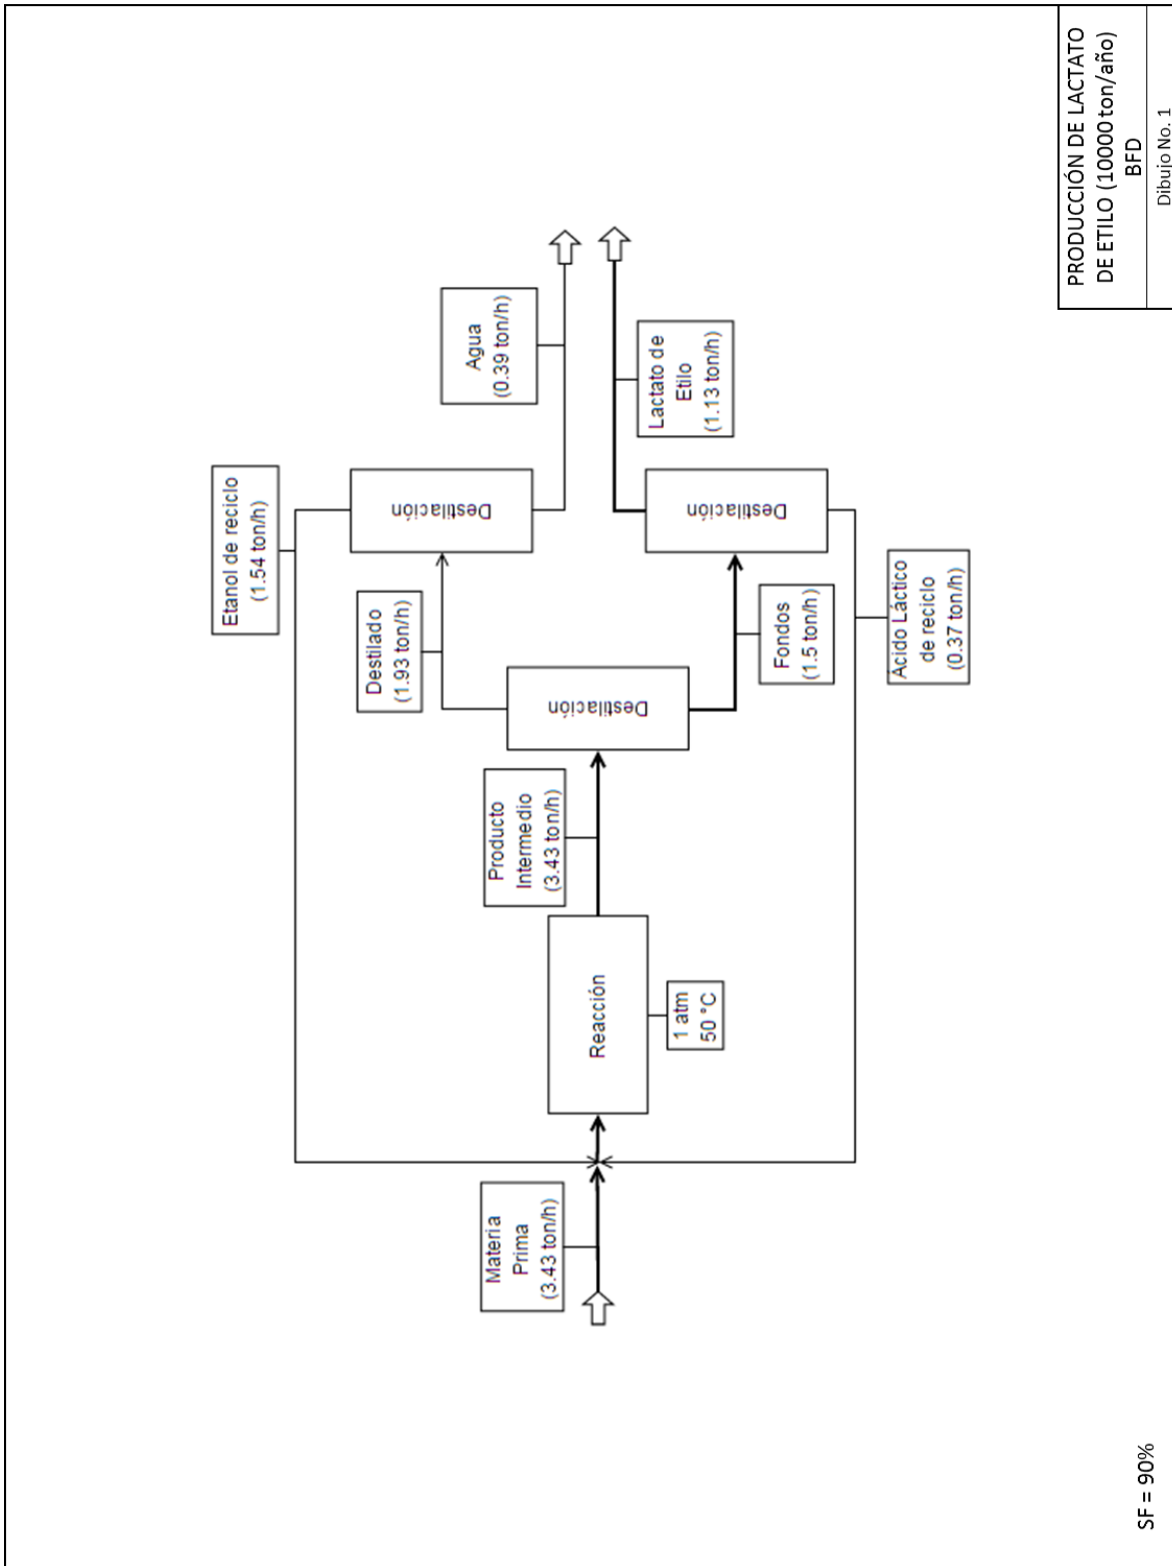 Etanol de reciclo
(1.54 ton/h)
Destilado
(1.93 ton/h)
Destilación
Agua
(0.39 ton/h)
Materia
Prima
(3.43 ton/h)
Reacción
1 atm
50 °C
Producto
Intermedio
(3.43 ton/h)
Destilación
Fondos
(1.5 ton/h)
Destilación
Lactato de
Etilo
(1.13 ton/h)
Acido Láctico
de reciclo
(0.37 ton/h)
SF = 90%
PRODUCCIÓN DE LACTATO
DE ETILO (10000 ton/año)
BFD
Dibujo No. 1